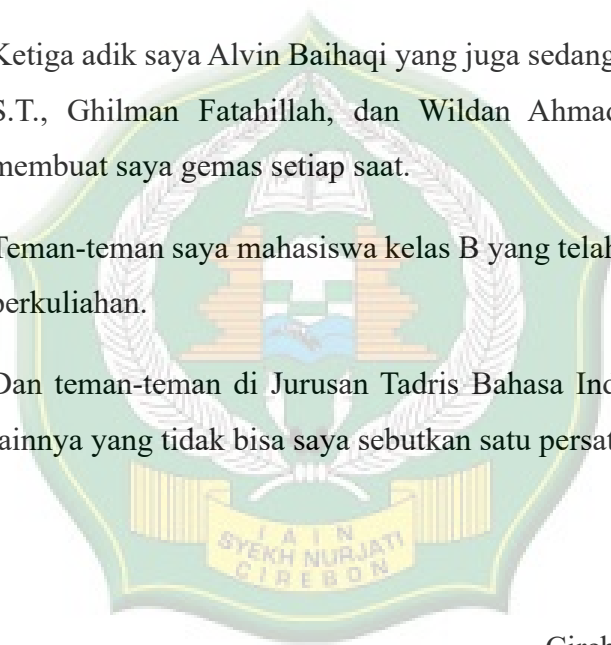 Ketiga adik saya Alvin Baihaqi yang juga sedang
S.T., Ghilman Fatahillah, dan Wildan Ahmad
membuat saya gemas setiap saat.
Teman-teman saya mahasiswa kelas B yang telah
perkuliahan.
Dan teman-teman di Jurusan Tadris Bahasa Ind
lainnya yang tidak bisa saya sebutkan satu persat
I A I N
SYEKH NURJATI
CIREBON
Cireb